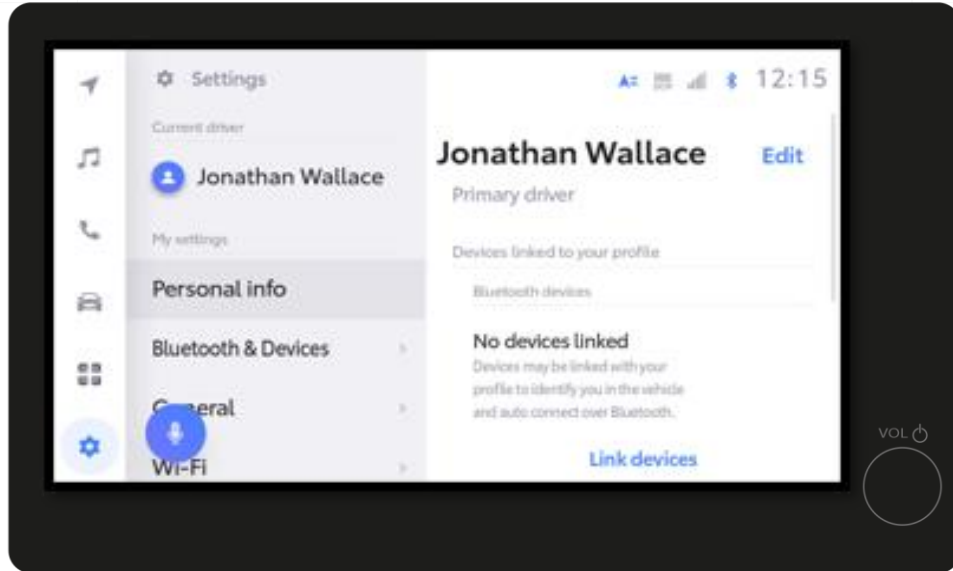 Settings
Current driver
Jonathan Wallace
My settings
Personal info
Bluetooth & Devices
General
Wi-Fi
A= 12:15
Jonathan Wallace Edit
Primary driver
Devices linked to your profile
Bluetooth devices
No devices linked
Devices may be linked with your
profile to identify you in the vehicle
and auto connect over Bluetooth.
Link devices
VOL